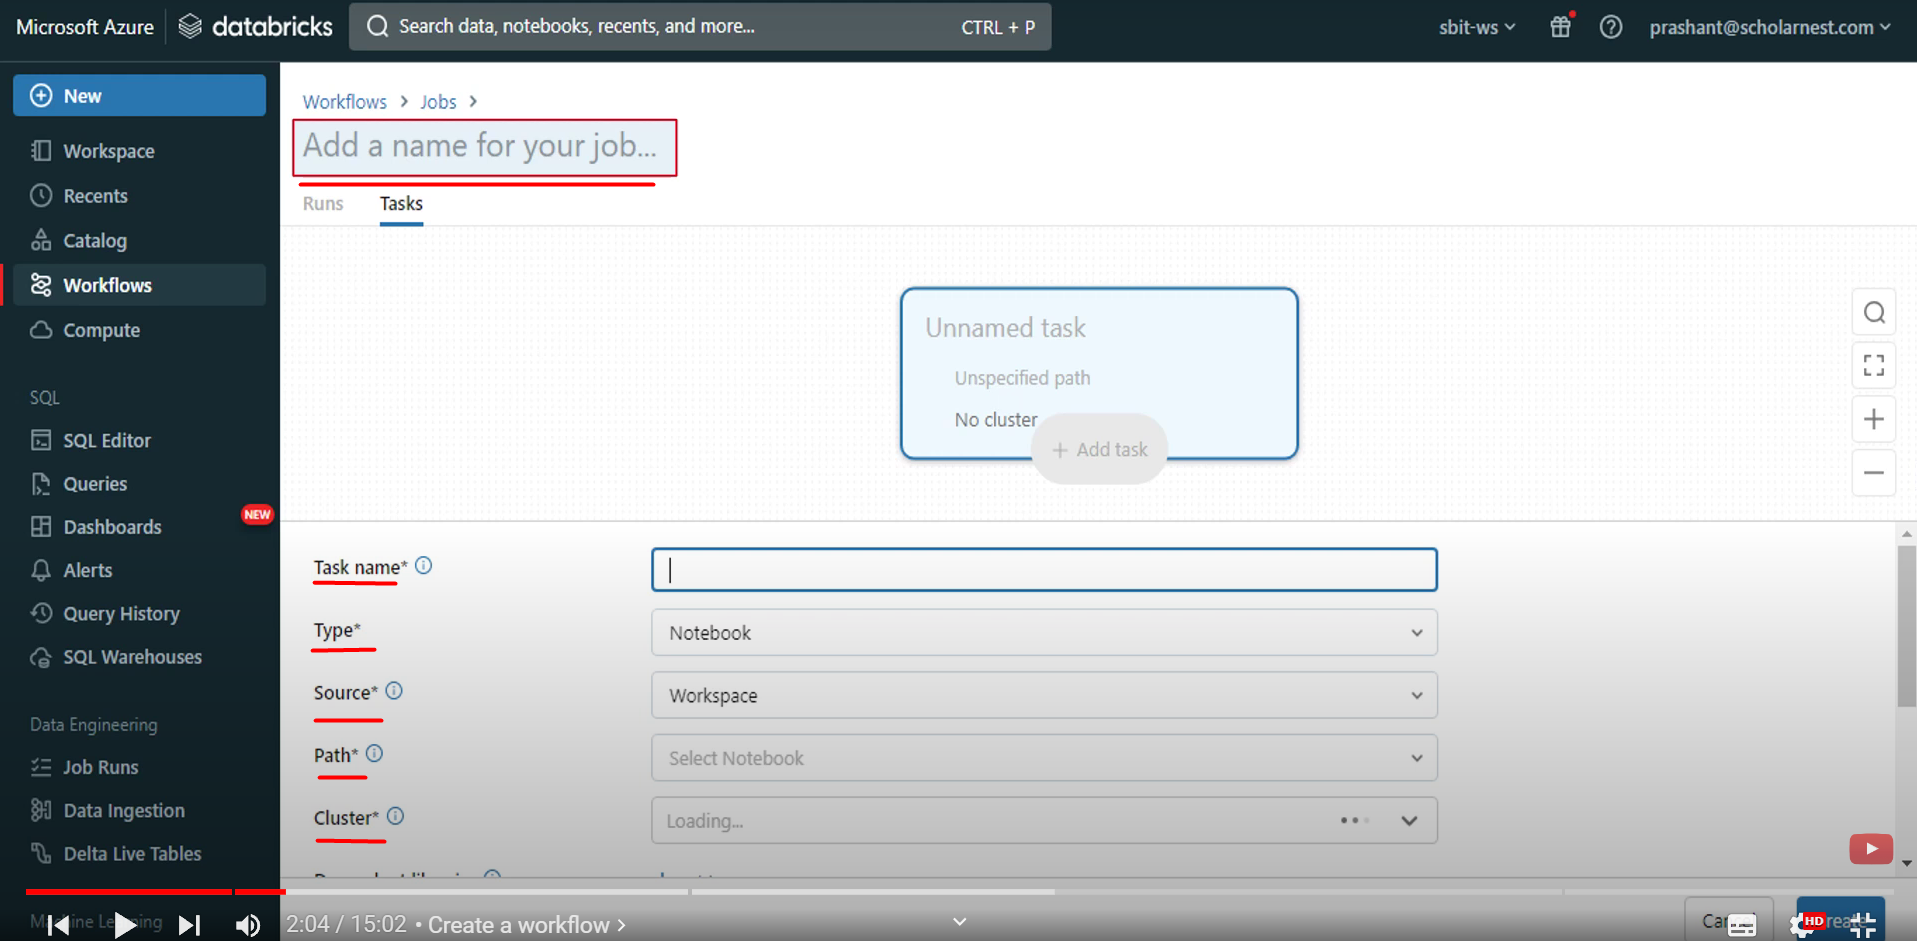 Microsoft Azure databricks Search data, notebooks, recents, and more... CTRL + P sbit-ws prashant@scholarnest.com
New
Workspace
Recents
Catalog
Workflows
Compute
SQL
SQL Editor
Queries
Dashboards NEW
Alerts
Query History
SQL Warehouses
Data Engineering
Job Runs
Data Ingestion
Delta Live Tables
Workflows > Jobs >
Add a name for your job...
Runs Tasks
Unnamed task
Unspecified path
No cluster
+ Add task
Task name*
Type* Notebook
Source* Workspace
Path* Select Notebook
Cluster* Loading...
2:04 / 15:02 • Create a workflow >
HD